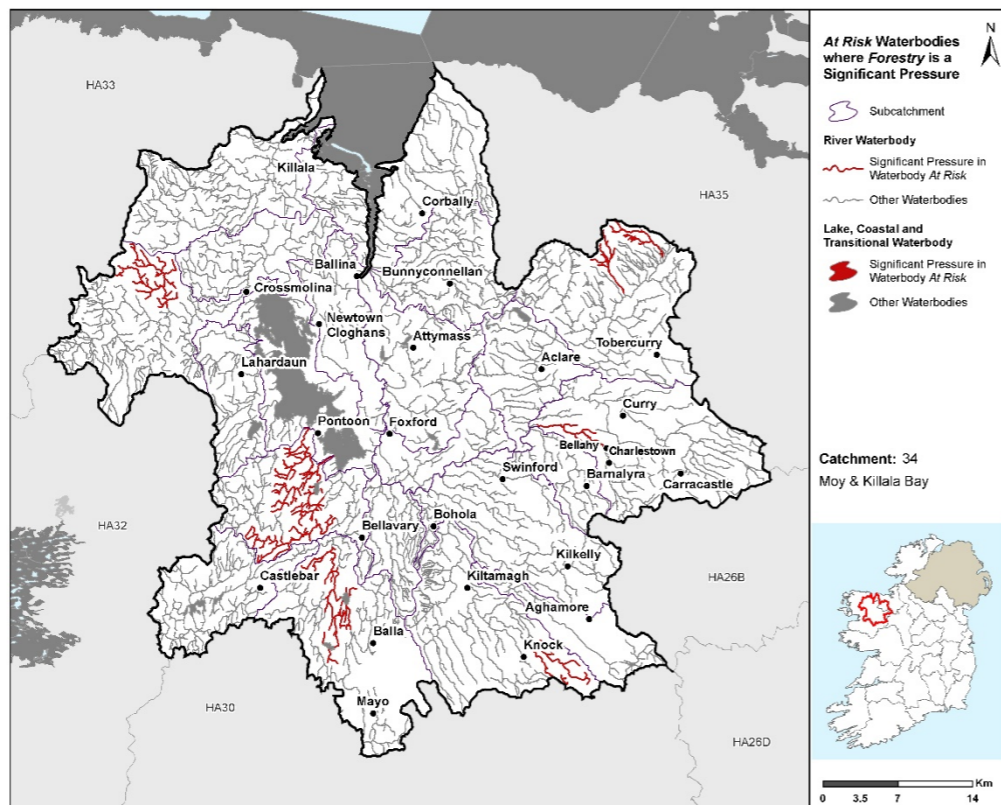 HA33
HA35
HA32
HA30
HA26B
HA26D
Killala
Corbally
Ballina
Bunnyconnellan
Crossmolina
Newtown
Cloghans
Attymass
Lahardaun
Aclare
Tobercurry
Curry
Pontoon
Foxford
Bellahy
Charlestown
Swinford
Barnalyra
Carracastle
Bohola
Bellavary
Kilkelly
Castlebar
Kiltamagh
Aghamore
Balla
Knock
Mayo
N
At Risk Waterbodies
where Forestry is a
Significant Pressure
Subcatchment
River Waterbody
Significant Pressure in
Waterbody At Risk
Other Waterbodies
Lake, Coastal and
Transitional Waterbody
Significant Pressure in
Waterbody At Risk
Other Waterbodies
Catchment: 34
Moy & Killala Bay
Km
0 3.5 7 14